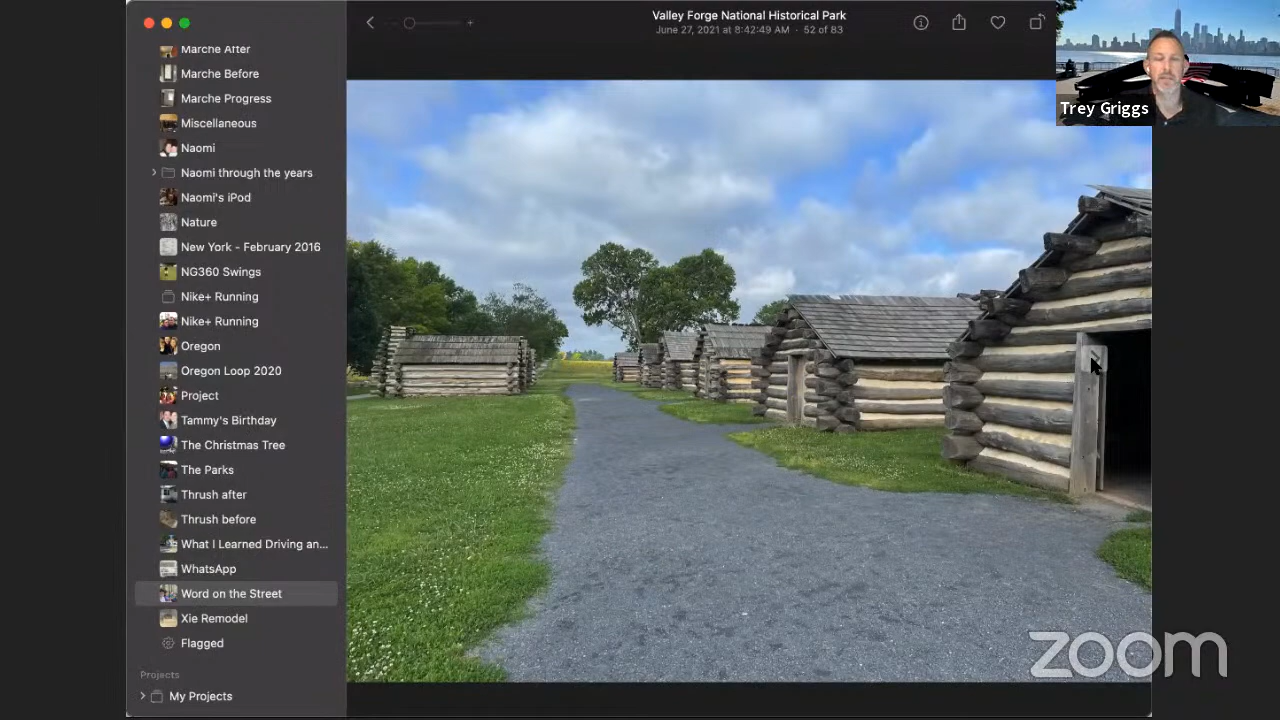 Valley Forge National Historical Park
June 27, 2021 at 8:42:49 AM · 52 of 83
Trey Griggs
Marche After
Marche Before
Marche Progress
Miscellaneous
Naomi
Naomi through the years
Naomi's iPod
Nature
New York - February 2016
NG360 Swings
Nike+ Running
Nike+ Running
Oregon
Oregon Loop 2020
Project
Tammy's Birthday
The Christmas Tree
The Parks
Thrush after
Thrush before
What I Learned Driving an...
WhatsApp
Word on the Street
Xie Remodel
Flagged
Projects
My Projects
zoom